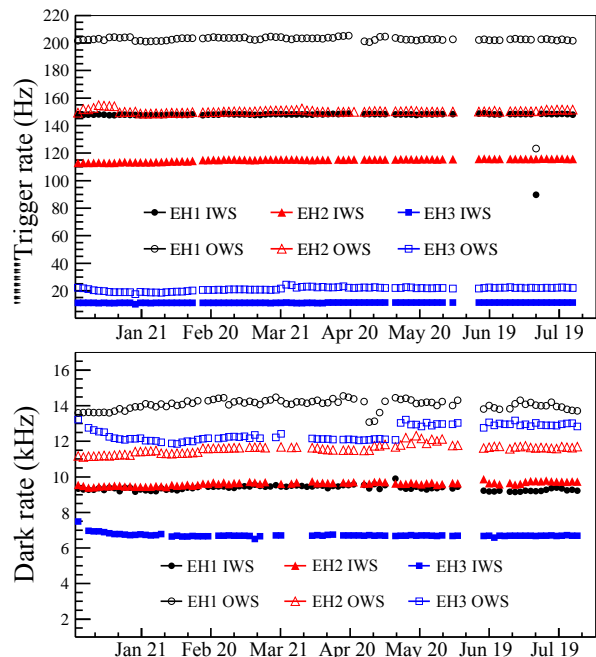 220
200
180
160
140
120
100
80
60
40
20
""""Trigger rate (Hz)
EH1 IWS EH2 IWS EH3 IWS
EH1 OWS EH2 OWS EH3 OWS
Jan 21 Feb 20 Mar 21 Apr 20 May 20 Jun 19 Jul 19
16
14
12
10
8
6
4
2
Dark rate (kHz)
EH1 IWS EH2 IWS EH3 IWS
EH1 OWS EH2 OWS EH3 OWS
Jan 21 Feb 20 Mar 21 Apr 20 May 20 Jun 19 Jul 19